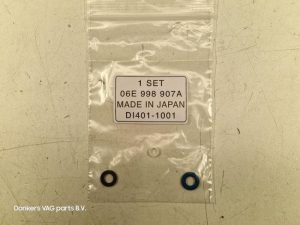 1 SET
06E 998 907A
MADE IN JAPAN
DI401-1001
Donkers VAG parts B.V.